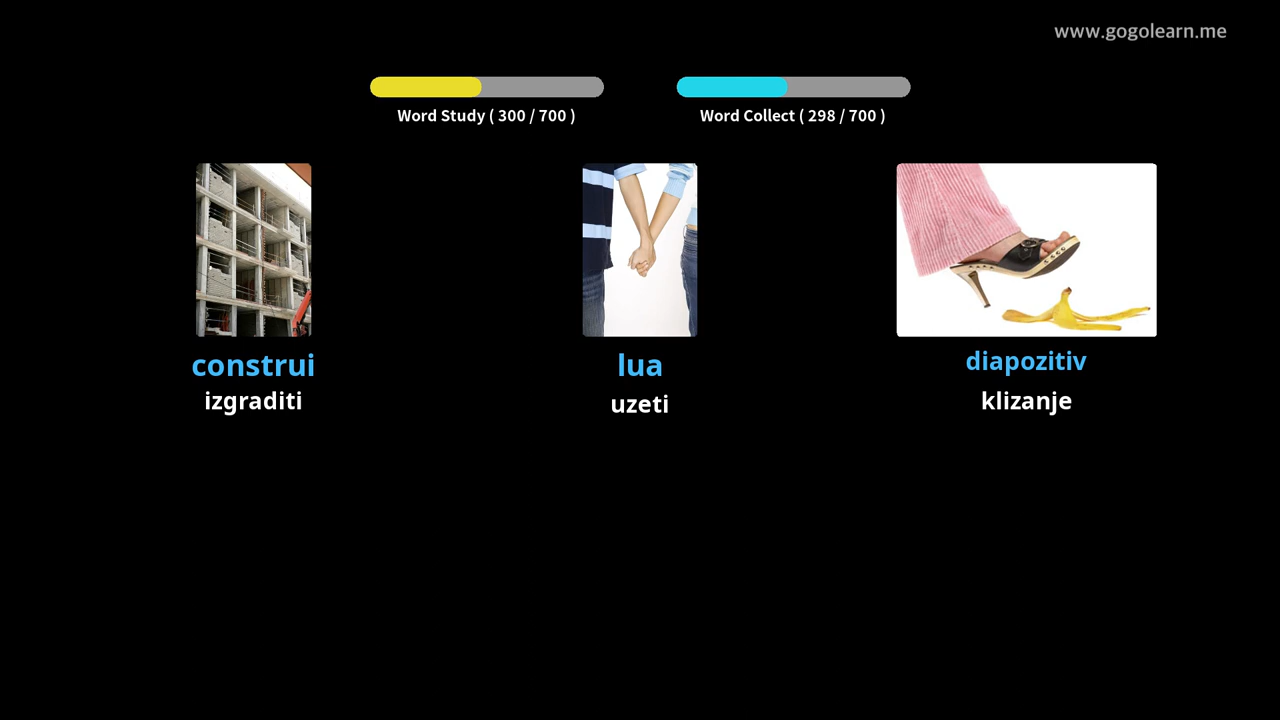 www.gogolearn.me
Word Study ( 300 / 700 )
Word Collect ( 298 / 700 )
construi
izgraditi
lua
uzeti
diapozitiv
klizanje